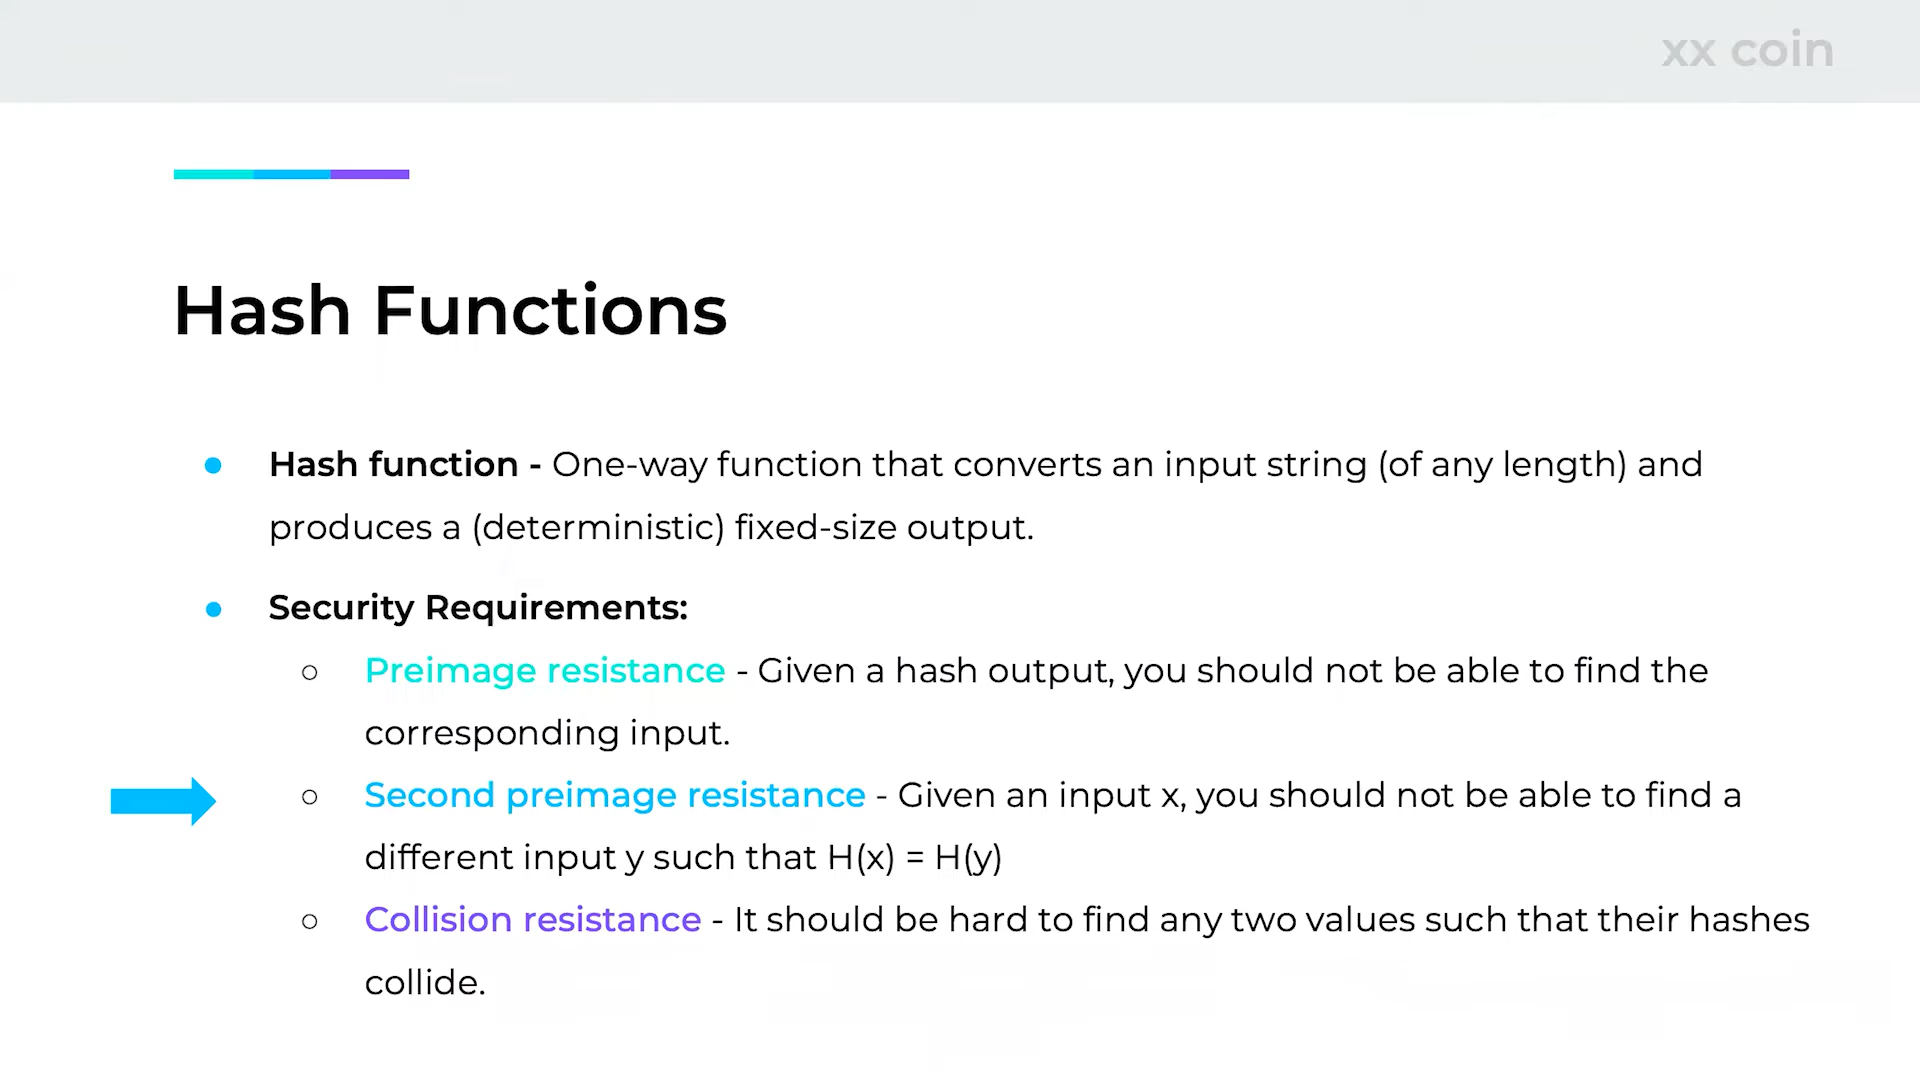 xx coin
Hash Functions
● Hash function - One-way function that converts an input string (of any length) and
produces a (deterministic) fixed-size output.
● Security Requirements:
○ Preimage resistance - Given a hash output, you should not be able to find the
corresponding input.
○ Second preimage resistance - Given an input x, you should not be able to find a
different input y such that H(x) = H(y)
○ Collision resistance - It should be hard to find any two values such that their hashes
collide.